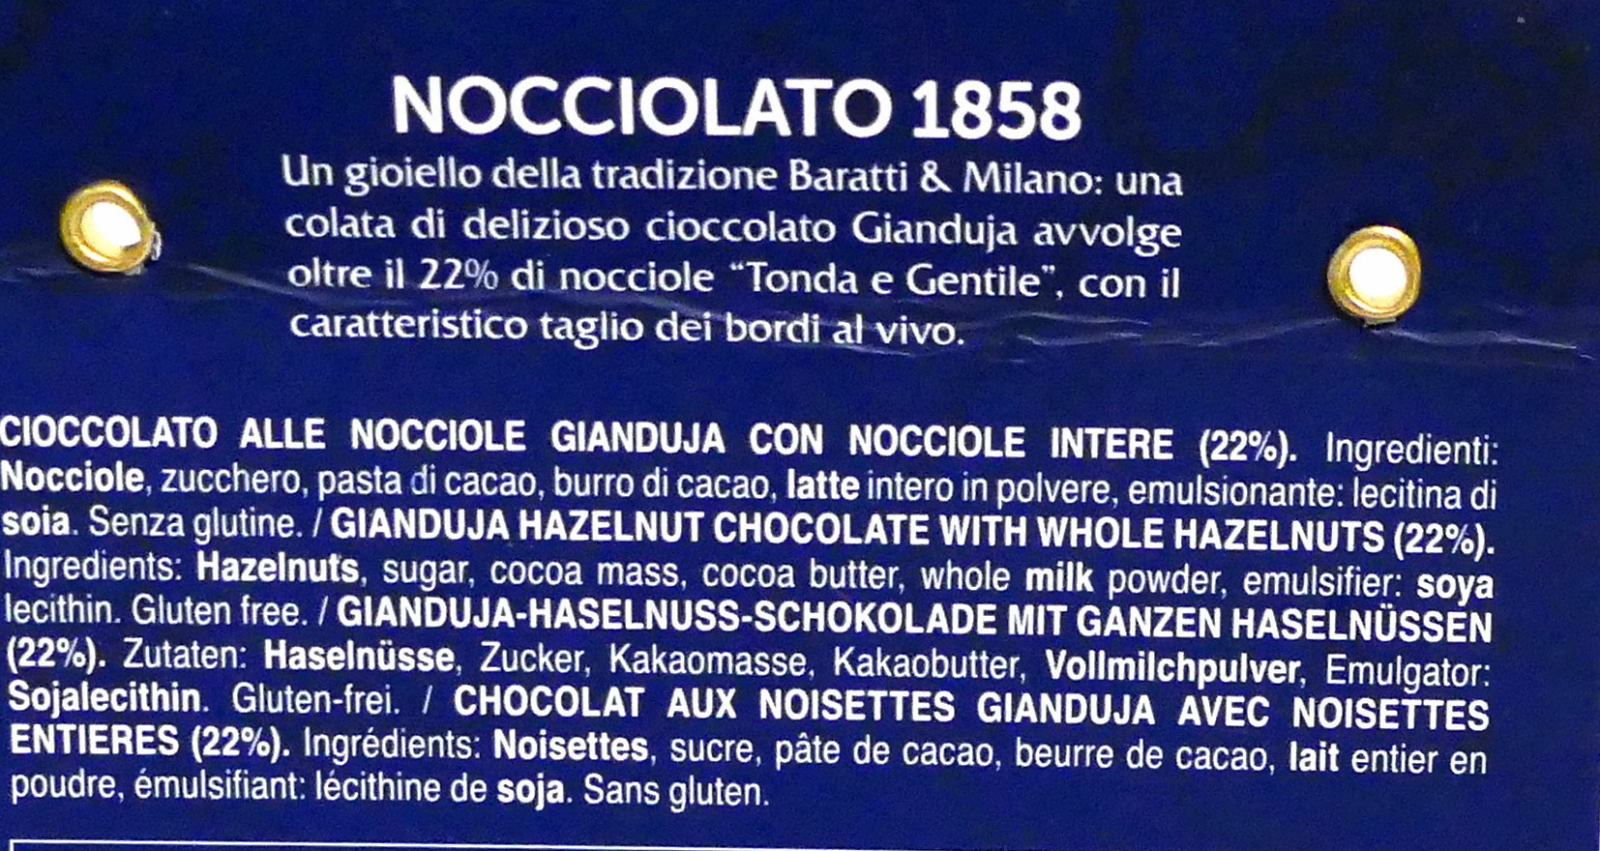 NOCCIOLATO 1858
Un gioiello della tradizione Baratti & Milano: una
colata di delizioso cioccolato Gianduja avvolge
oltre il 22% di nocciole “Tonda e Gentile”, con il
caratteristico taglio dei bordi al vivo.
CIOCCOLATO ALLE NOCCIOLE GIANDUJA CON NOCCIOLE INTERE (22%). Ingredienti:
Nocciole, zucchero, pasta di cacao, burro di cacao, latte intero in polvere, emulsionante: lecitina di
soia. Senza glutine. / GIANDUJA HAZELNUT CHOCOLATE WITH WHOLE HAZELNUTS (22%).
Ingredients: Hazelnuts, sugar, cocoa mass, cocoa butter, whole milk powder, emulsifier: soya
lecithin. Gluten free. / GIANDUJA-HASELNUSS-SCHOKOLADE MIT GANZEN HASELNÜSSEN
(22%). Zutaten: Haselnüsse, Zucker, Kakaomasse, Kakaobutter, Vollmilchpulver, Emulgator:
Sojalecithin. Gluten-frei. / CHOCOLAT AUX NOISETTES GIANDUJA AVEC NOISETTES
ENTIERES (22%). Ingrédients: Noisettes, sucre, pâte de cacao, beurre de cacao, lait entier en
poudre, émulsifiant: lécithine de soja. Sans gluten.